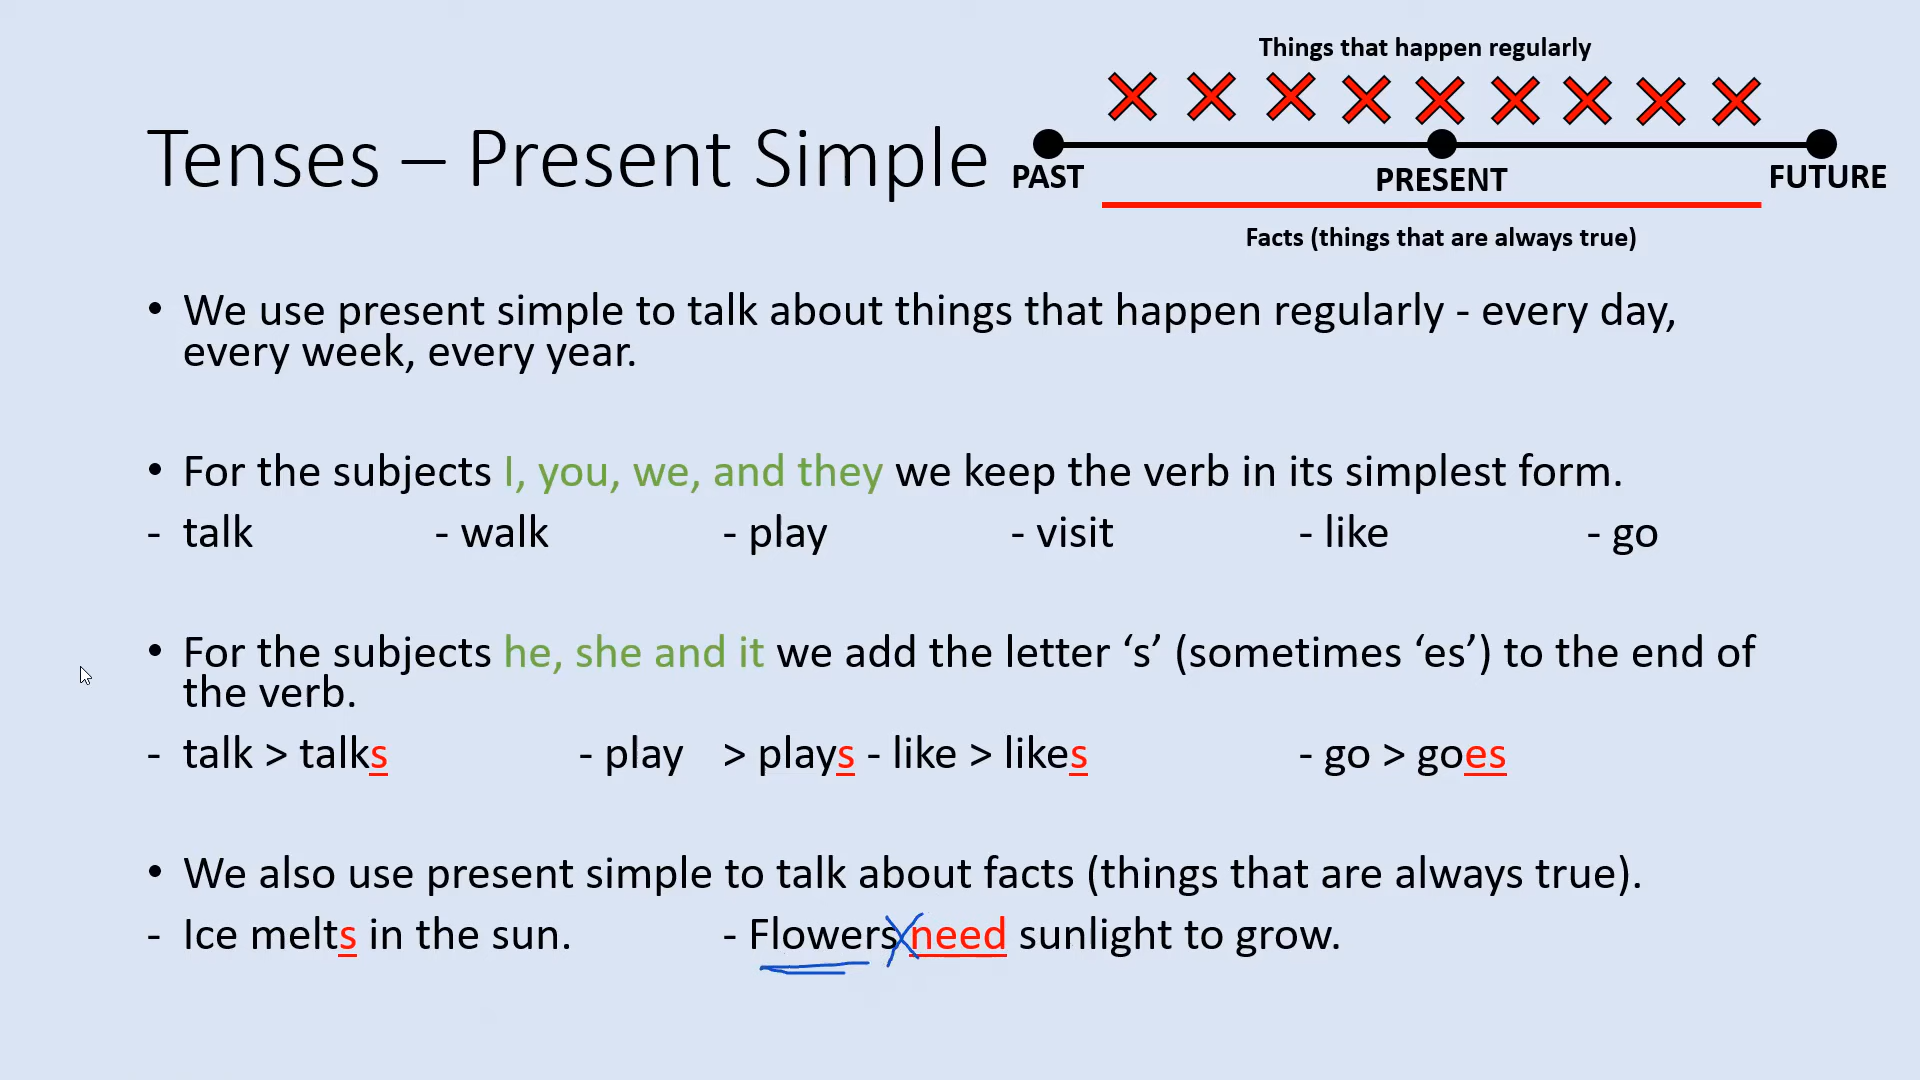 Things that happen regularly
Tenses – Present Simple
PAST
PRESENT
FUTURE
Facts (things that are always true)
• We use present simple to talk about things that happen regularly - every day,
every week, every year.
• For the subjects I, you, we, and they we keep the verb in its simplest form.
- talk - walk - play - visit - like - go
• For the subjects he, she and it we add the letter ‘s’ (sometimes ‘es’) to the end of
the verb.
- talk > talks - play > plays - like > likes - go > goes
• We also use present simple to talk about facts (things that are always true).
- Ice melts in the sun. - Flowers need sunlight to grow.